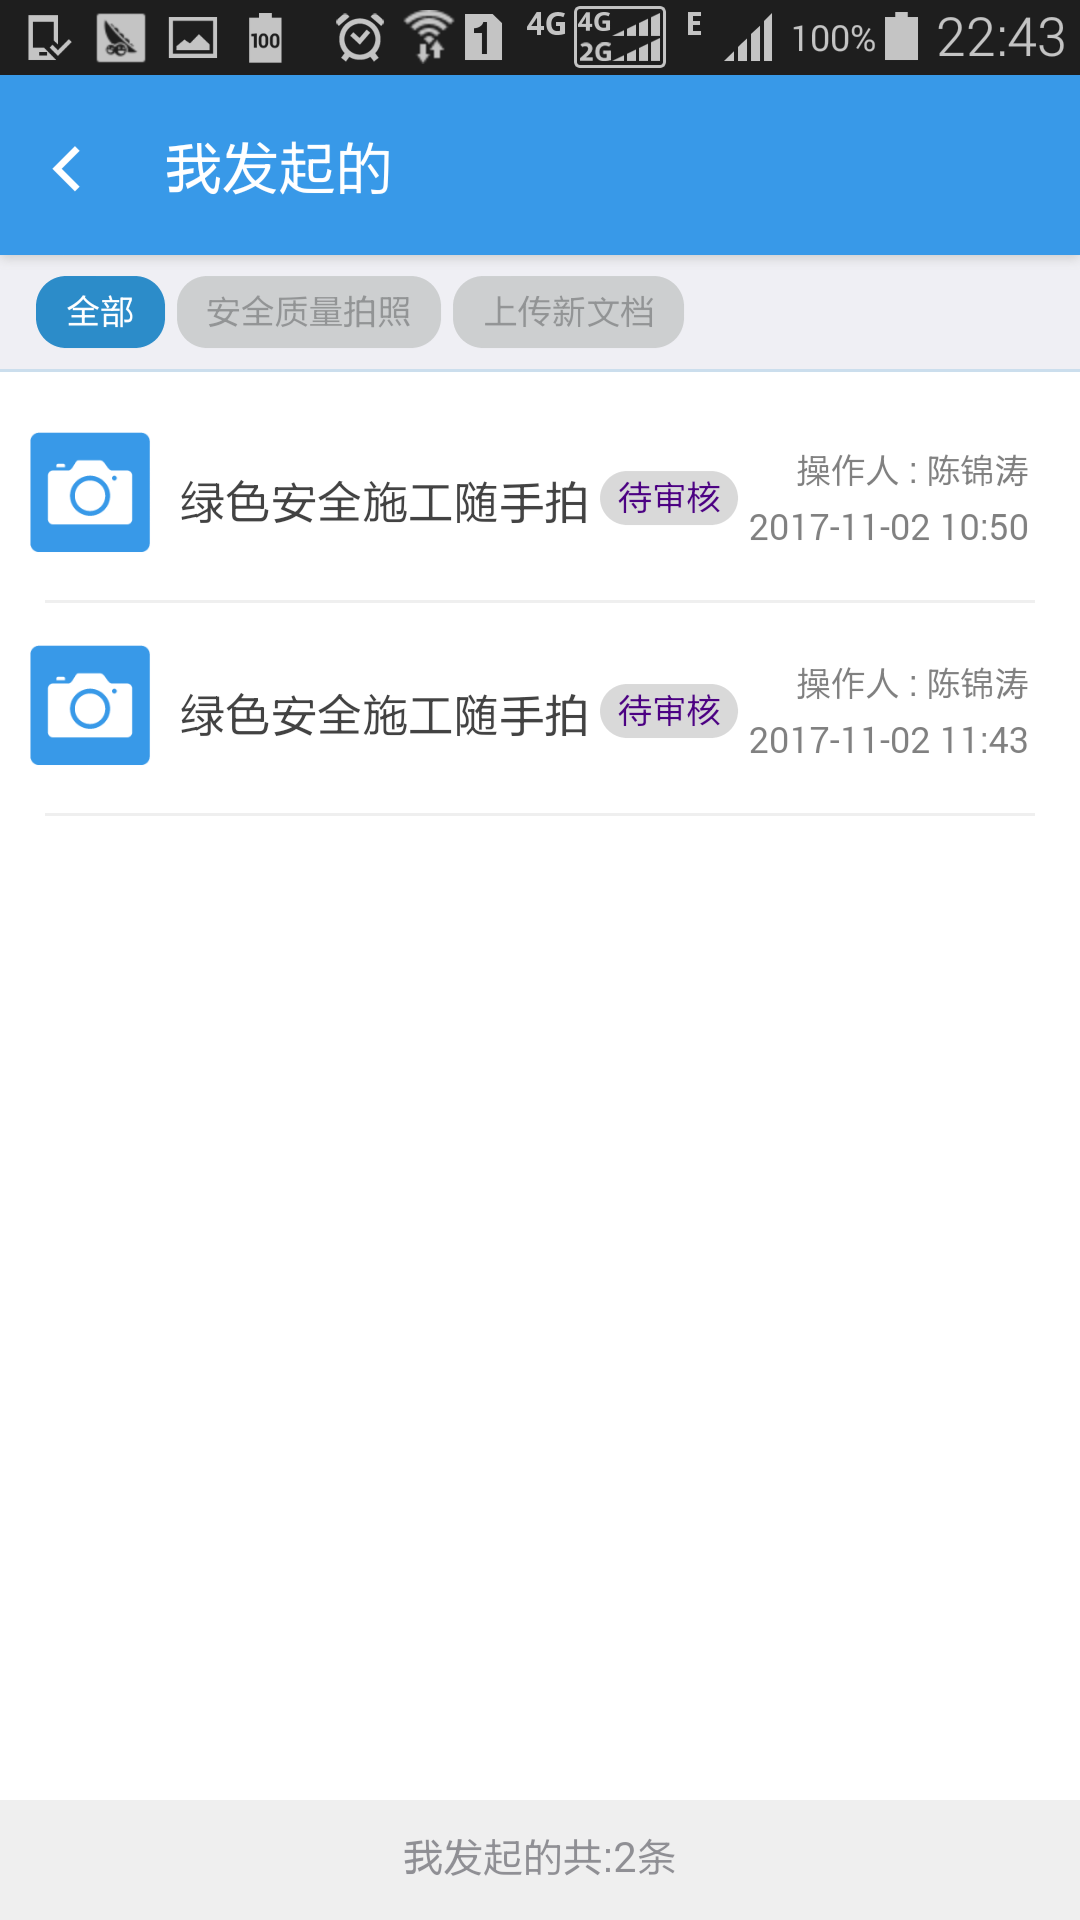 100 1 4G 4G 2G E 100% 22:43
我发起的
全部 安全质量拍照 上传新文档
操作人 : 陈锦涛
绿色安全施工随手拍 待审核
2017-11-02 10:50
操作人 : 陈锦涛
绿色安全施工随手拍 待审核
2017-11-02 11:43
我发起的共:2条